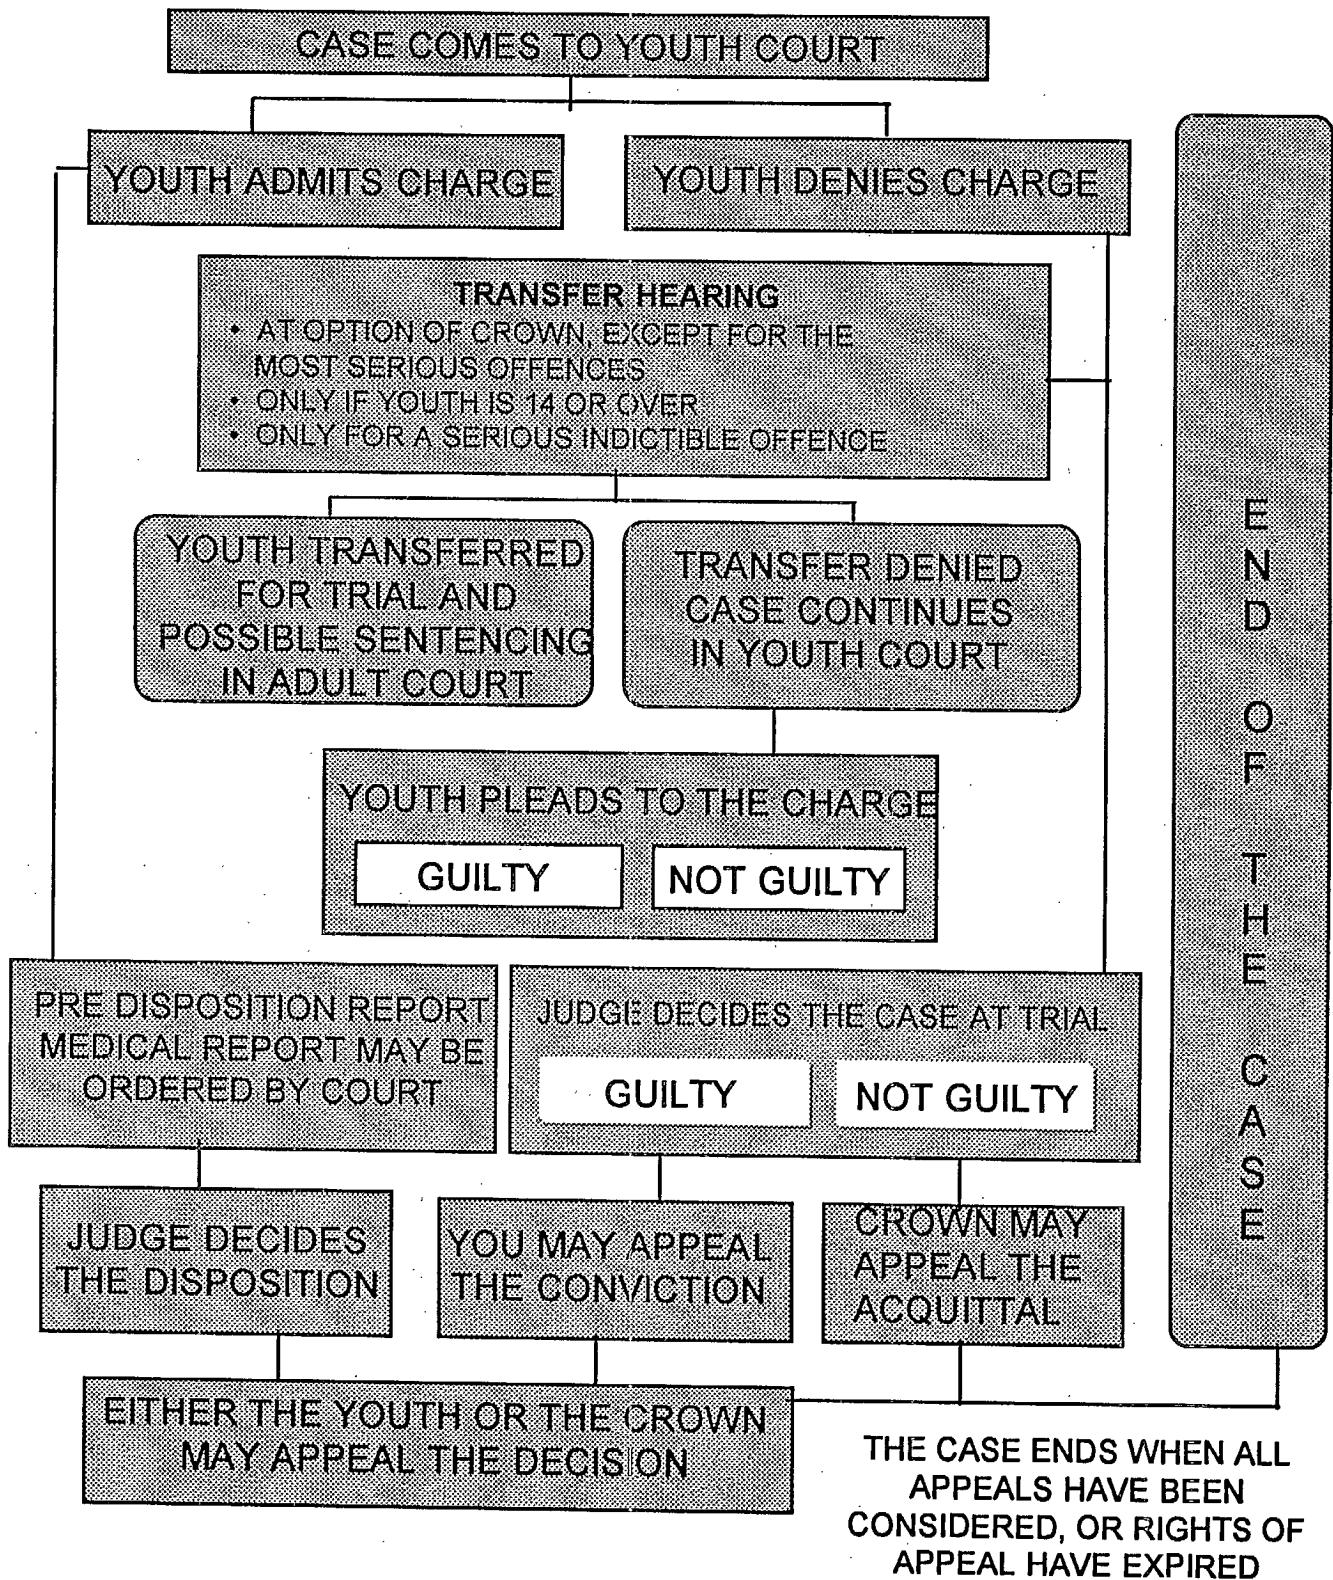 CASE COMES TO YOUTH COURT
YOUTH ADMITS CHARGE
YOUTH DENIES CHARGE
TRANSFER HEARING
• AT OPTION OF CROWN, EXCEPT FOR THE
MOST SERIOUS OFFENCES
• ONLY IF YOUTH IS 14 OR OVER
• ONLY FOR A SERIOUS INDICTIBLE OFFENCE
YOUTH TRANSFERRED
FOR TRIAL AND
POSSIBLE SENTENCING
IN ADULT COURT
TRANSFER DENIED
CASE CONTINUES
IN YOUTH COURT
YOUTH PLEADS TO THE CHARGE
GUILTY
NOT GUILTY
PRE DISPOSITION REPORT
MEDICAL REPORT MAY BE
ORDERED BY COURT
JUDGE DECIDES THE CASE AT TRIAL
GUILTY
NOT GUILTY
JUDGE DECIDES
THE DISPOSITION
YOU MAY APPEAL
THE CONVICTION
CROWN MAY
APPEAL THE
ACQUITTAL
EITHER THE YOUTH OR THE CROWN
MAY APPEAL THE DECISION
END OF THE CASE
THE CASE ENDS WHEN ALL
APPEALS HAVE BEEN
CONSIDERED, OR RIGHTS OF
APPEAL HAVE EXPIRED